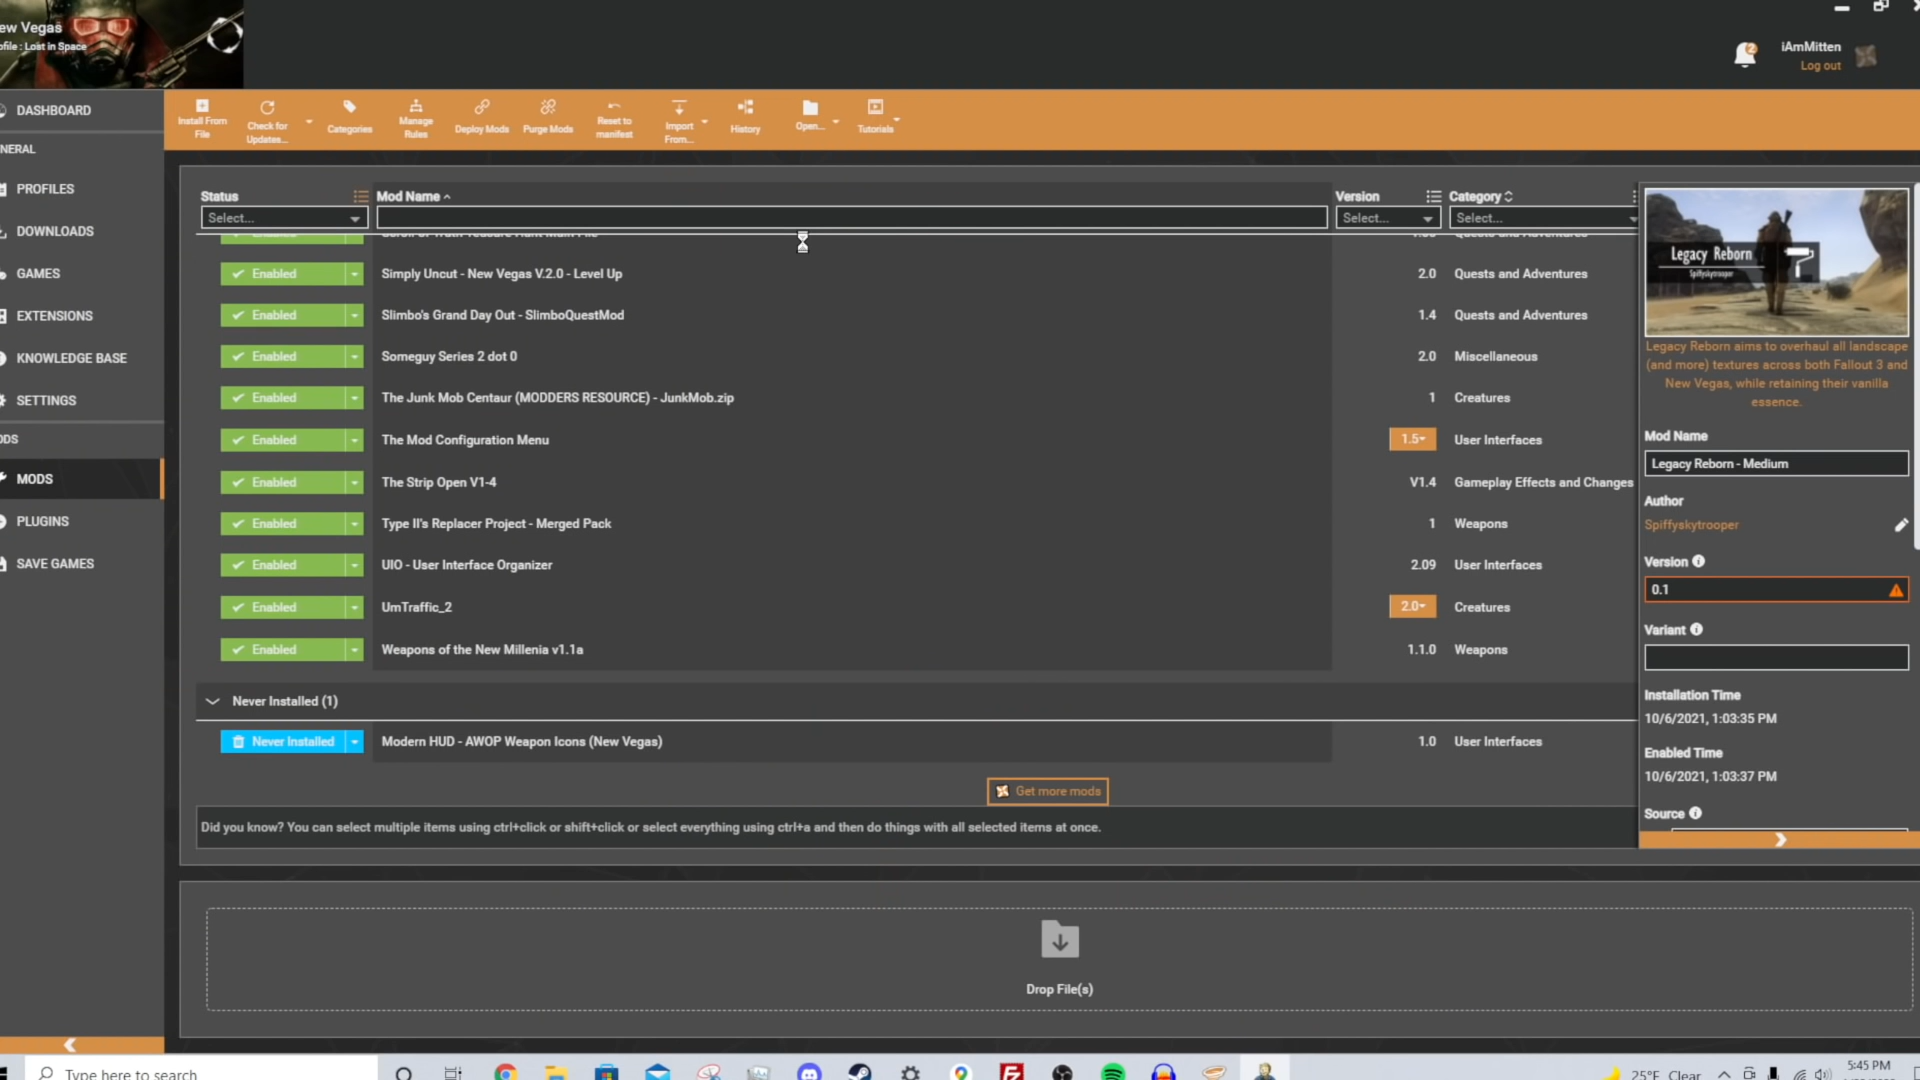 ew Vegas
ofile : Lost in Space
2
iAmMitten
Log out
DASHBOARD
NERAL
PROFILES
DOWNLOADS
GAMES
EXTENSIONS
KNOWLEDGE BASE
SETTINGS
ODS
MODS
PLUGINS
SAVE GAMES
Install From File
Check for Updates...
Categories
Manage Rules
Deploy Mods
Purge Mods
Reset to manifest
Import From...
History
Open...
Tutorials
Status
Mod Name
Version
Category
Select...
Select...
Select...
Enabled Simply Uncut - New Vegas V.2.0 - Level Up 2.0 Quests and Adventures
Enabled Slimbo's Grand Day Out - SlimboQuestMod 1.4 Quests and Adventures
Enabled Someguy Series 2 dot 0 2.0 Miscellaneous
Enabled The Junk Mob Centaur (MODDERS RESOURCE) - JunkMob.zip 1 Creatures
Enabled The Mod Configuration Menu 1.5 User Interfaces
Enabled The Strip Open V1-4 V1.4 Gameplay Effects and Changes
Enabled Type II's Replacer Project - Merged Pack 1 Weapons
Enabled UIO - User Interface Organizer 2.09 User Interfaces
Enabled UmTraffic_2 2.0 Creatures
Enabled Weapons of the New Millenia v1.1a 1.1.0 Weapons
Never Installed (1)
Never Installed Modern HUD - AWOP Weapon Icons (New Vegas) 1.0 User Interfaces
Get more mods
Did you know? You can select multiple items using ctrl+click or shift+click or select everything using ctrl+a and then do things with all selected items at once.
Drop File(s)
Legacy Reborn
Spiffyskytrooper
Legacy Reborn aims to overhaul all landscape
(and more) textures across both Fallout 3 and
New Vegas, while retaining their vanilla
essence.
Mod Name
Legacy Reborn - Medium
Author
Spiffyskytrooper
Version
0.1
Variant
Installation Time
10/6/2021, 1:03:35 PM
Enabled Time
10/6/2021, 1:03:37 PM
Source
Type here to search
25°F Clear
5:45 PM